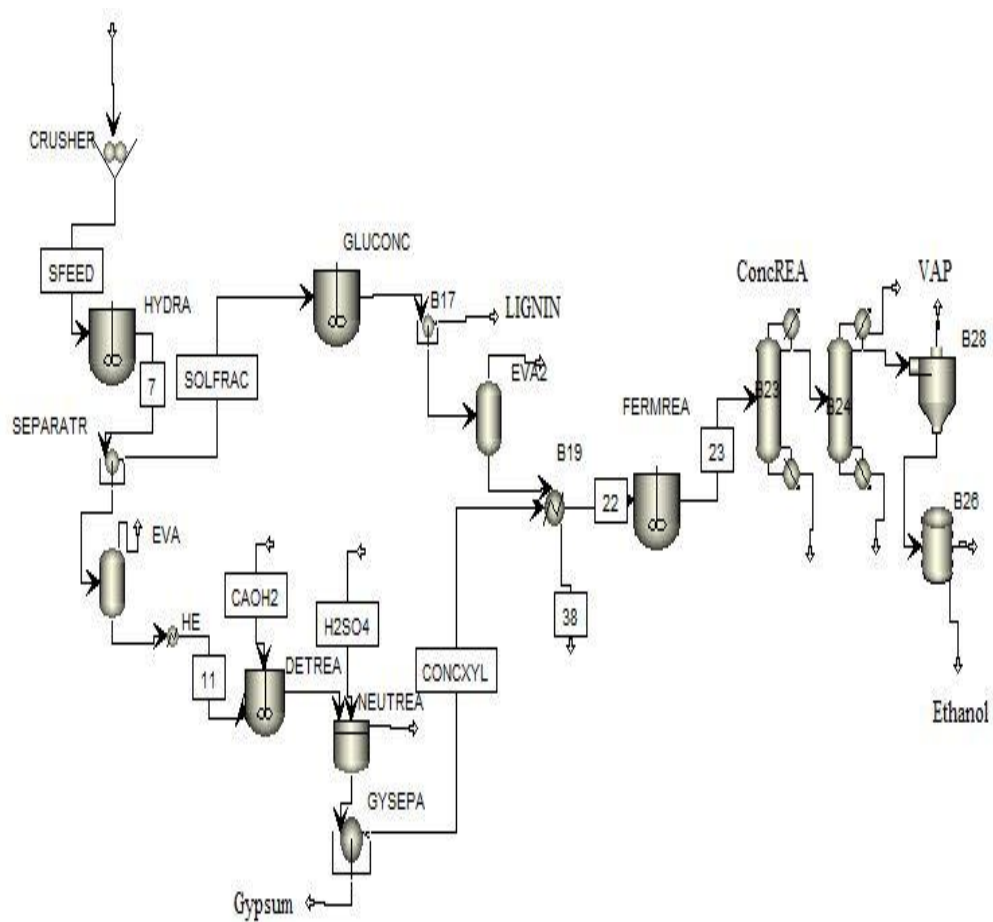 CRUSHER
SFEED
HYDRA
7
SOLFRAC
SEPARATR
EVA
HE
11
CAOH2
DETREA
H2SO4
NEUTREA
GYSEPA
Gypsum
CONCXYL
GLUCONC
B17
LIGNIN
EVA2
B19
22
38
FERMREA
23
ConcREA
B23
B24
VAP
B28
B26
Ethanol